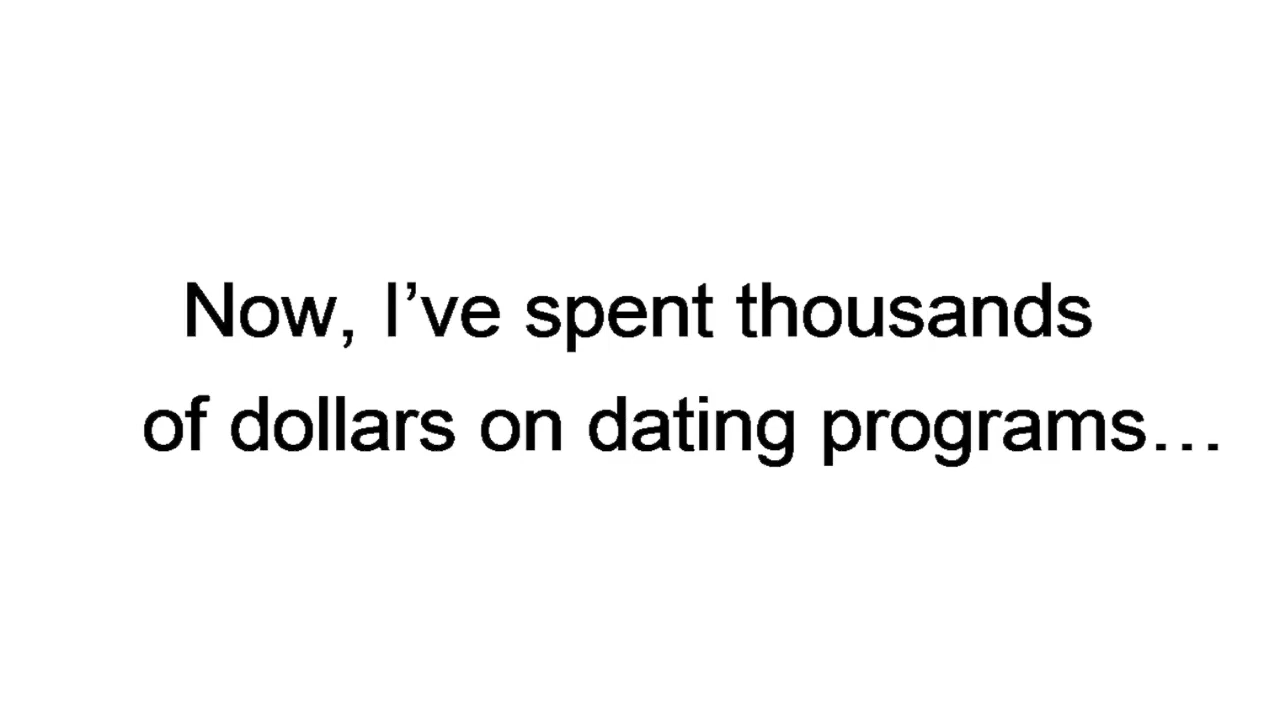 Now, I’ve spent thousands
of dollars on dating programs…